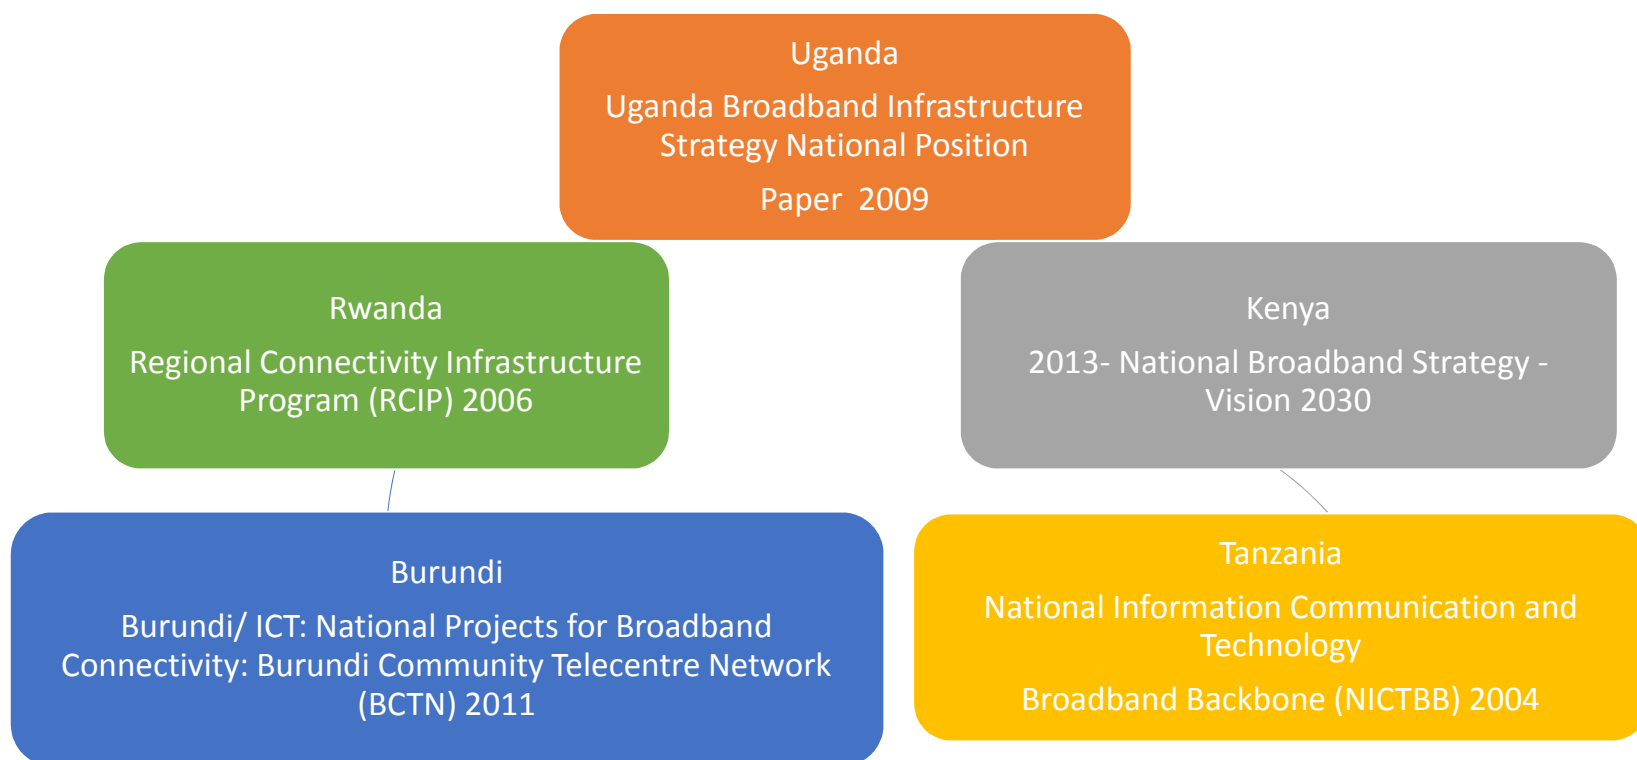 Uganda
Uganda Broadband Infrastructure
Strategy National Position
Paper  2009
Rwanda
Regional Connectivity Infrastructure
Program (RCIP) 2006
Kenya
2013- National Broadband Strategy -
Vision 2030
Burundi
Burundi/ ICT: National Projects for Broadband
Connectivity: Burundi Community Telecentre Network
(BCTN) 2011
Tanzania
National Information Communication and
Technology
Broadband Backbone (NICTBB) 2004